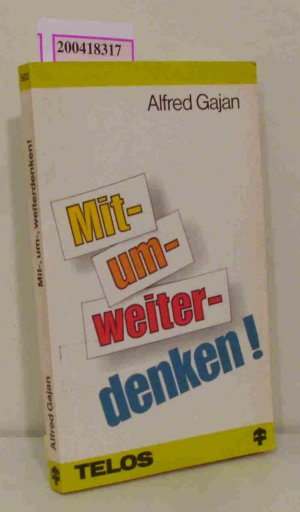 200418317
Alfred Gajan
Mit-
um-
weiter-
denken!
TELOS
Mit-, um-, weiterdenken!
Alfred Gajan